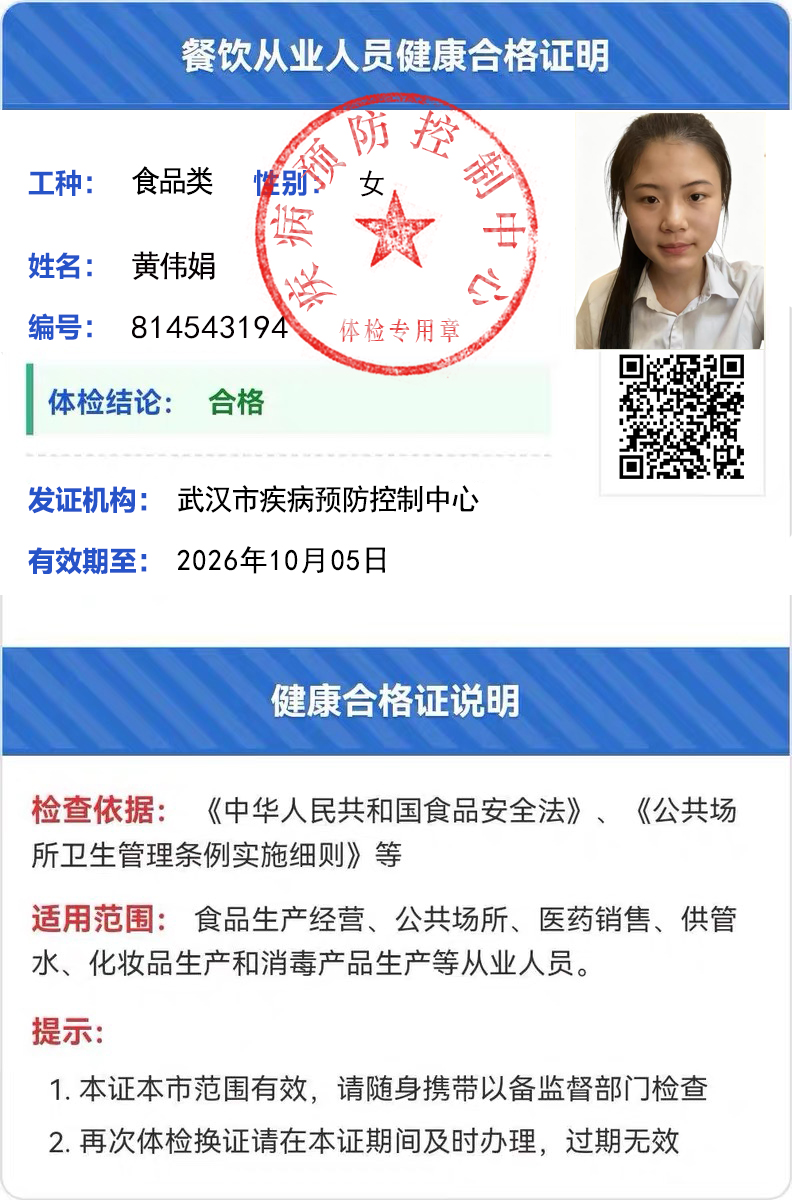 餐饮从业人员健康合格证明
工种： 食品类 性别： 女
姓名： 黄伟娟
编号： 814543194
疾病预防控制中心
体检专用章
体检结论： 合格
发证机构： 武汉市疾病预防控制中心
有效期至： 2026年10月05日
健康合格证说明
检查依据： 《中华人民共和国食品安全法》、《公共场
所卫生管理条例实施细则》等
适用范围： 食品生产经营、公共场所、医药销售、供管
水、化妆品生产和消毒产品生产等从业人员。
提示：
1. 本证本市范围有效，请随身携带以备监督部门检查
2. 再次体检换证请在本证期间及时办理，过期无效